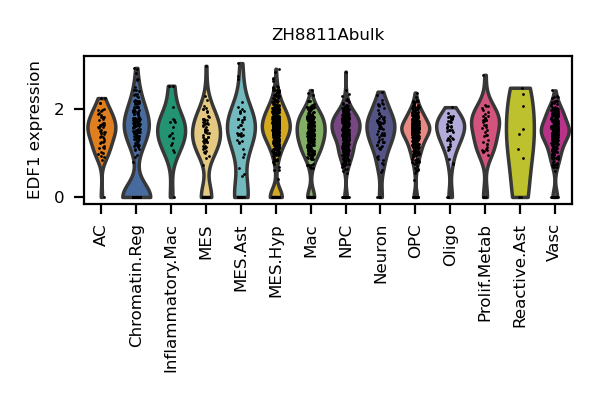 ZH8811Abulk
EDF1 expression
2
0
AC
Chromatin.Reg
Inflammatory.Mac
MES
MES.Ast
MES.Hyp
Mac
NPC
Neuron
OPC
Oligo
Prolif.Metab
Reactive.Ast
Vasc